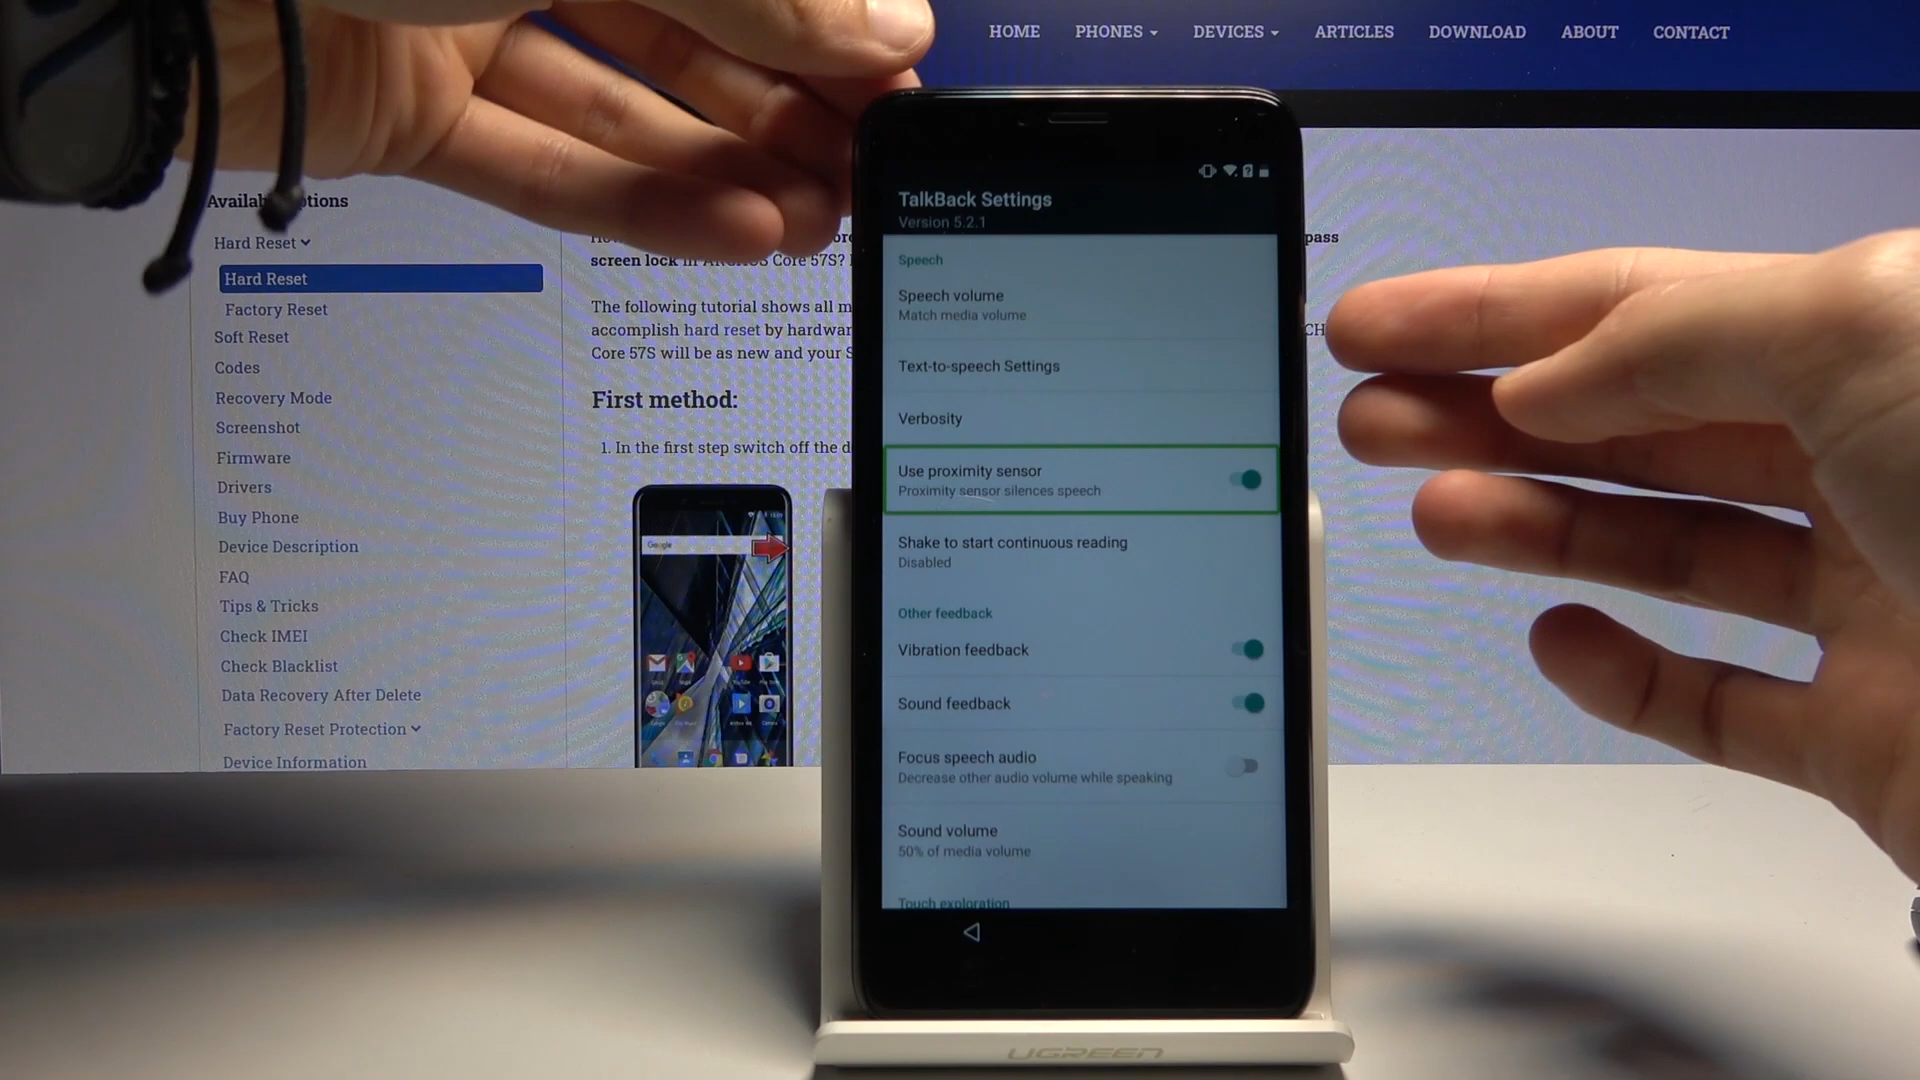 HOME PHONES DEVICES ARTICLES DOWNLOAD ABOUT CONTACT
Hard Reset
Hard Reset
Factory Reset
Soft Reset
Codes
Recovery Mode
Screenshot
Firmware
Drivers
Buy Phone
Device Description
FAQ
Tips & Tricks
Check IMEI
Check Blacklist
Data Recovery After Delete
Factory Reset Protection
Device Information
pass
screen lock in Core 57S?
The following tutorial shows all m
accomplish hard reset by hardwar CH
Core 57S will be as new and your S
First method:
1. In the first step switch off the d
Google
TalkBack Settings
Version 5.2.1
Speech
Speech volume
Match media volume
Text-to-speech Settings
Verbosity
Use proximity sensor
Proximity sensor silences speech
Shake to start continuous reading
Disabled
Other feedback
Vibration feedback
Sound feedback
Focus speech audio
Decrease other audio volume while speaking
Sound volume
50% of media volume
Touch exploration
UGREEN